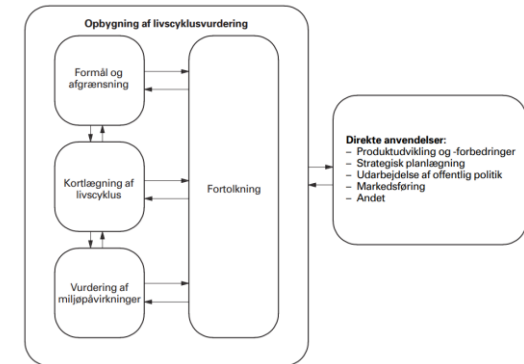 Opbygning af livscyklusvurdering
Formål og
afgrænsning
Kortlægning af
livscyklus
Vurdering af
miljøpåvirkninger
Fortolkning
Direkte anvendelser:
– Produktudvikling og -forbedringer
– Strategisk planlægning
– Udarbejdelse af offentlig politik
– Markedsføring
– Andet